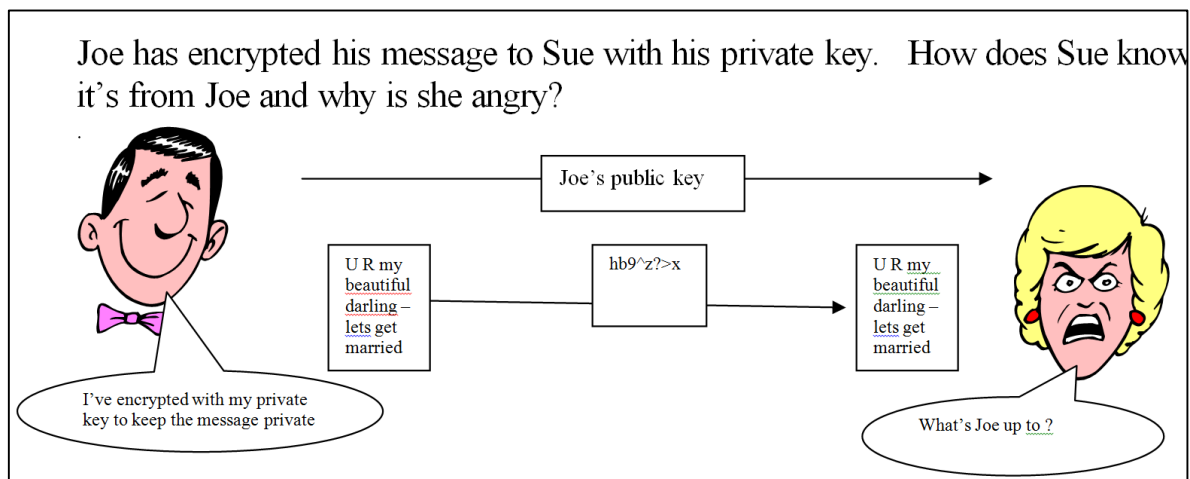 Joe has encrypted his message to Sue with his private key. How does Sue know
it's from Joe and why is she angry?
.
Joe's public key
U R my
beautiful
darling –
lets get
married
hb9^z?>x
U R my
beautiful
darling –
lets get
married
I've encrypted with my private
key to keep the message private
What's Joe up to ?